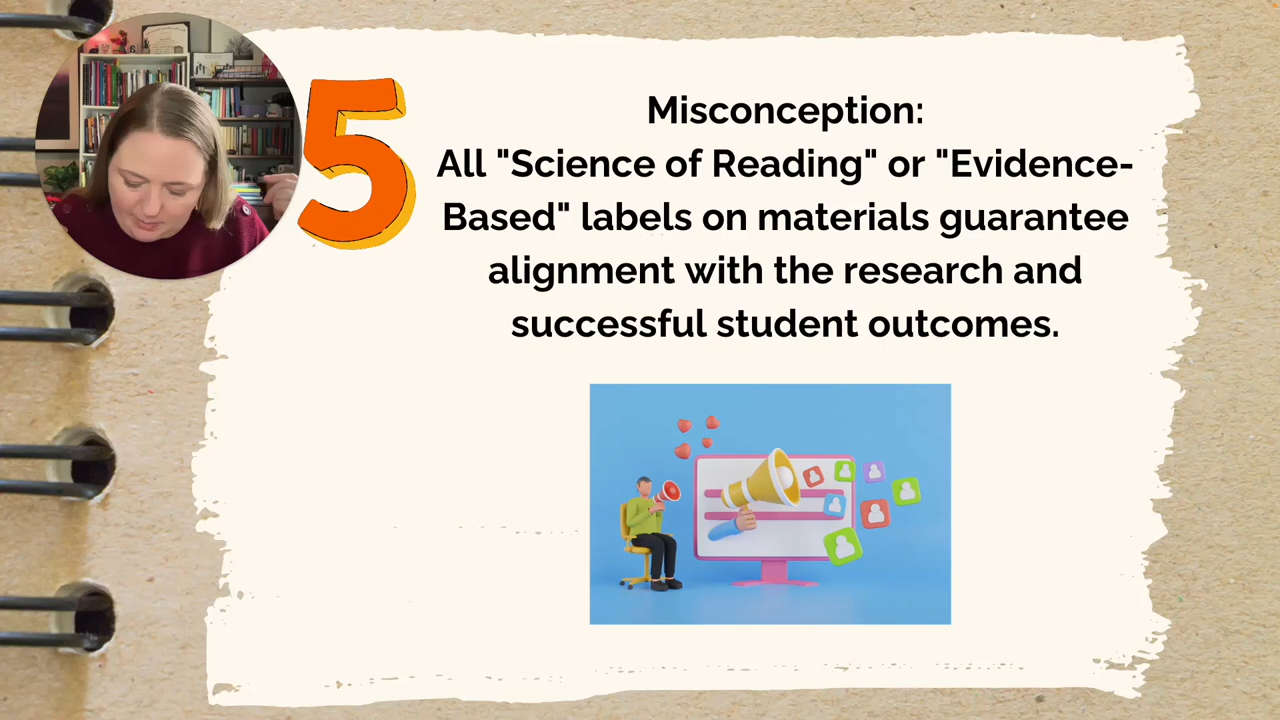 5
Misconception:
All "Science of Reading" or "Evidence-
Based" labels on materials guarantee
alignment with the research and
successful student outcomes.